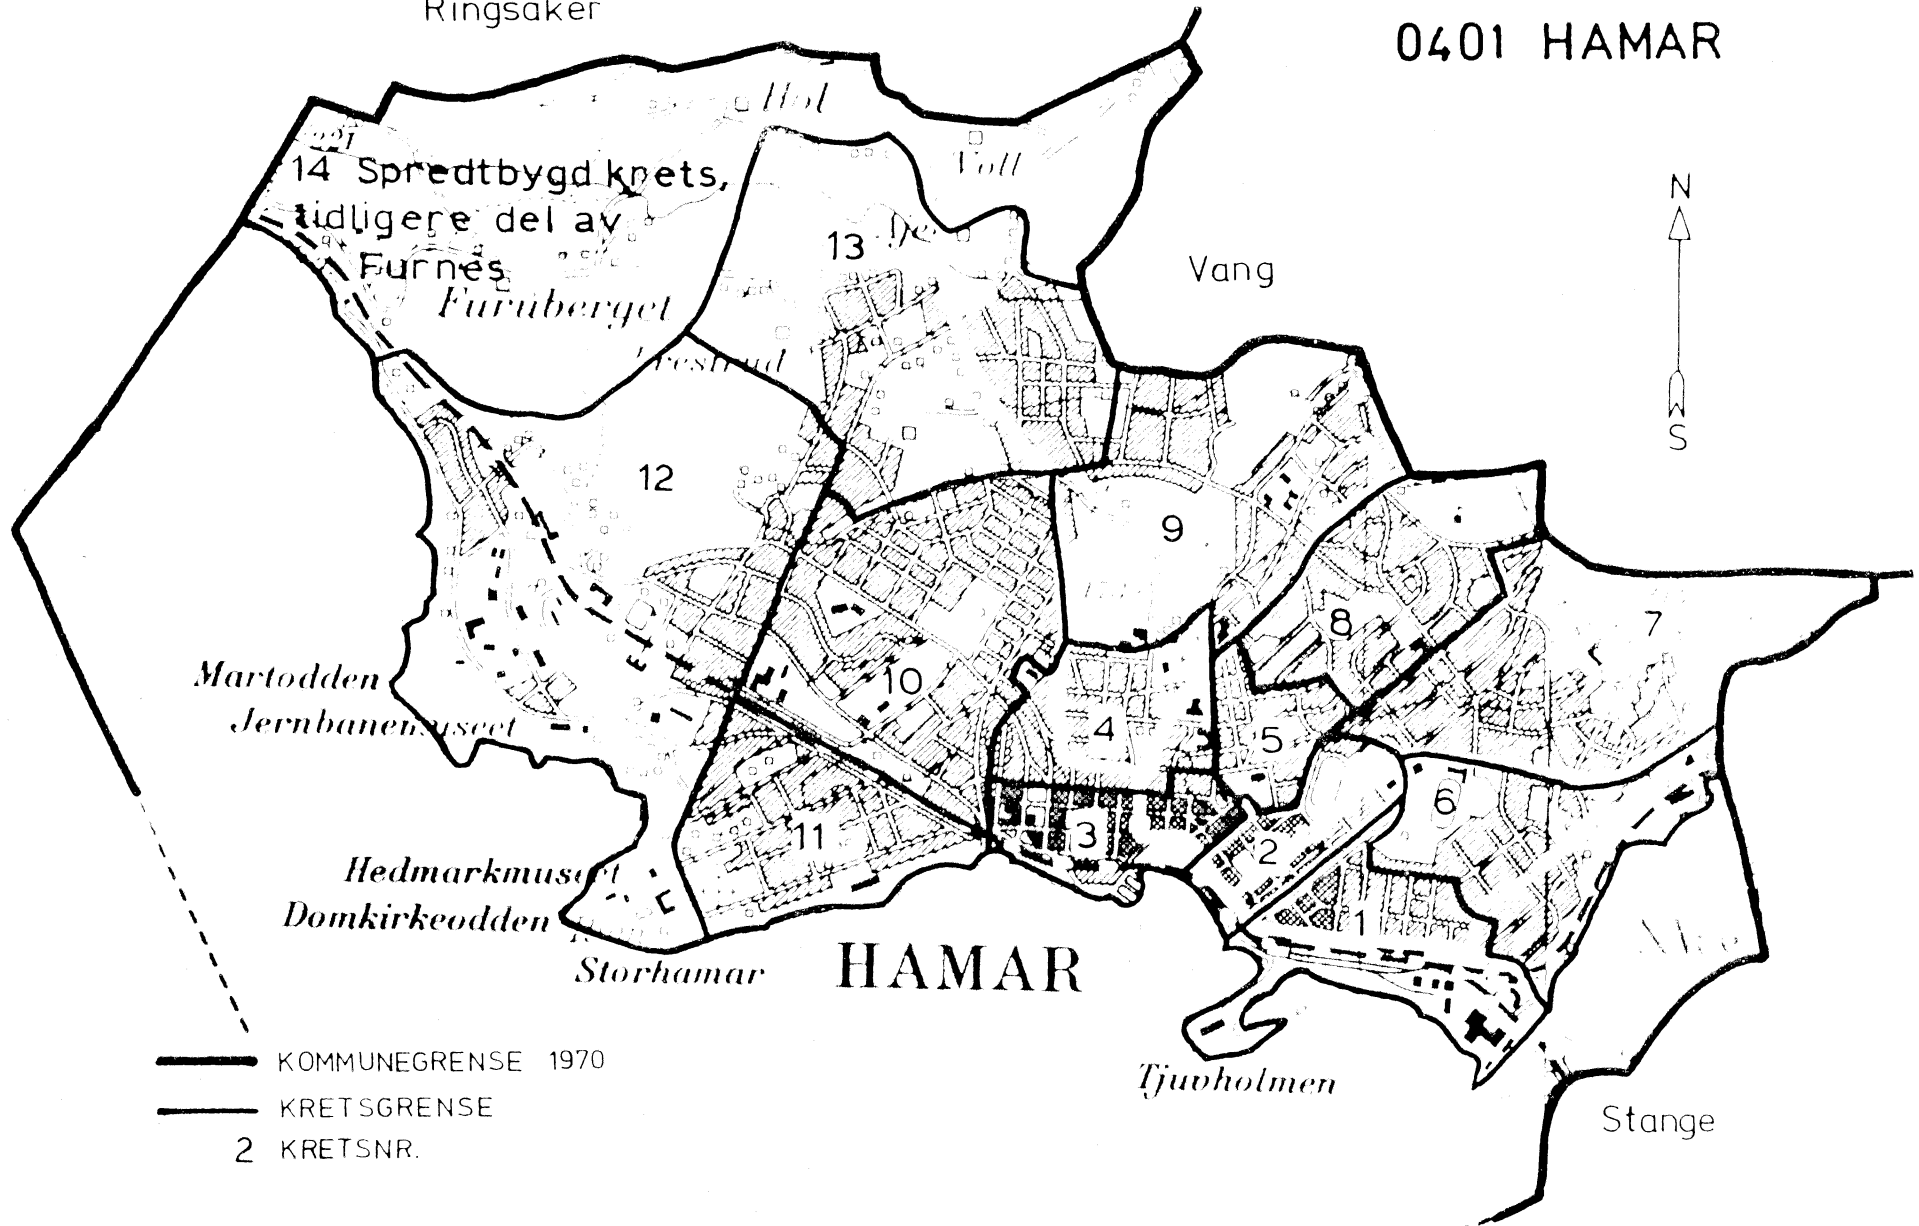 Ringsaker
0401 HAMAR
Hol
Voll
14 Spredtbygd krets,
tidligere del av
Furnes
Furuberget
N
S
13
Vang
12
9
8
7
10
4
5
6
11
3
2
1
Martodden
Jernbanemuseet
Hedmarkmuseet
Domkirkeodden
Storhamar
HAMAR
Tjuvholmen
Stange
KOMMUNEGRENSE 1970
KRETSGRENSE
2 KRETSNR.